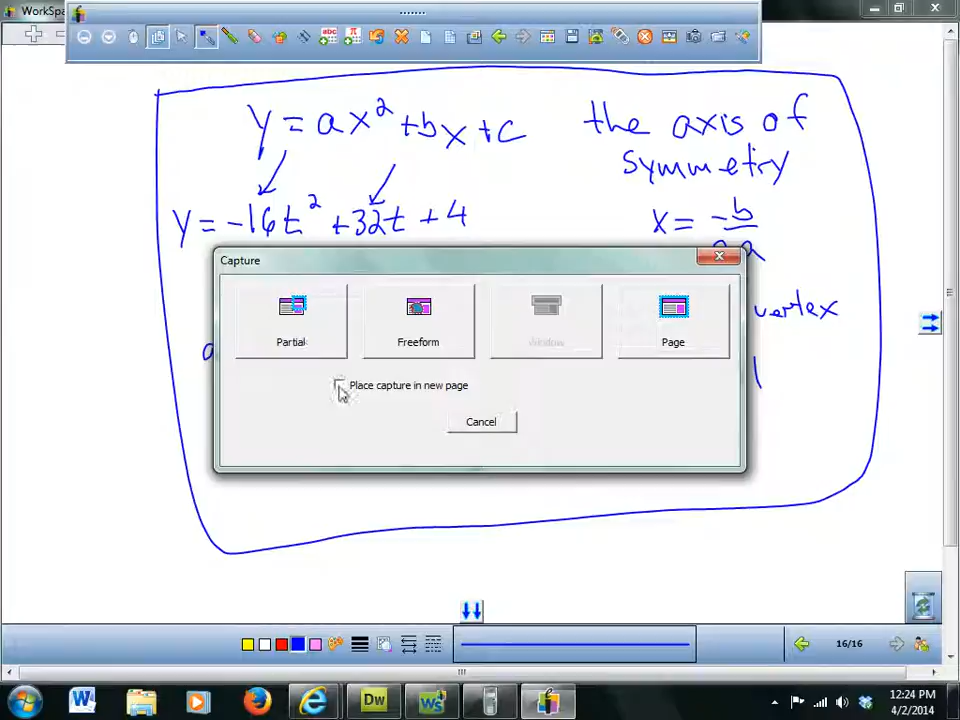 WorkSpa
y = ax² + bx + c
the axis of
symmetry
y = -16t² + 32t + 4
x = -b
Capture
Partial
Freeform
Window
Page
vertex
Place capture in new page
Cancel
16/16
12:24 PM
4/2/2014